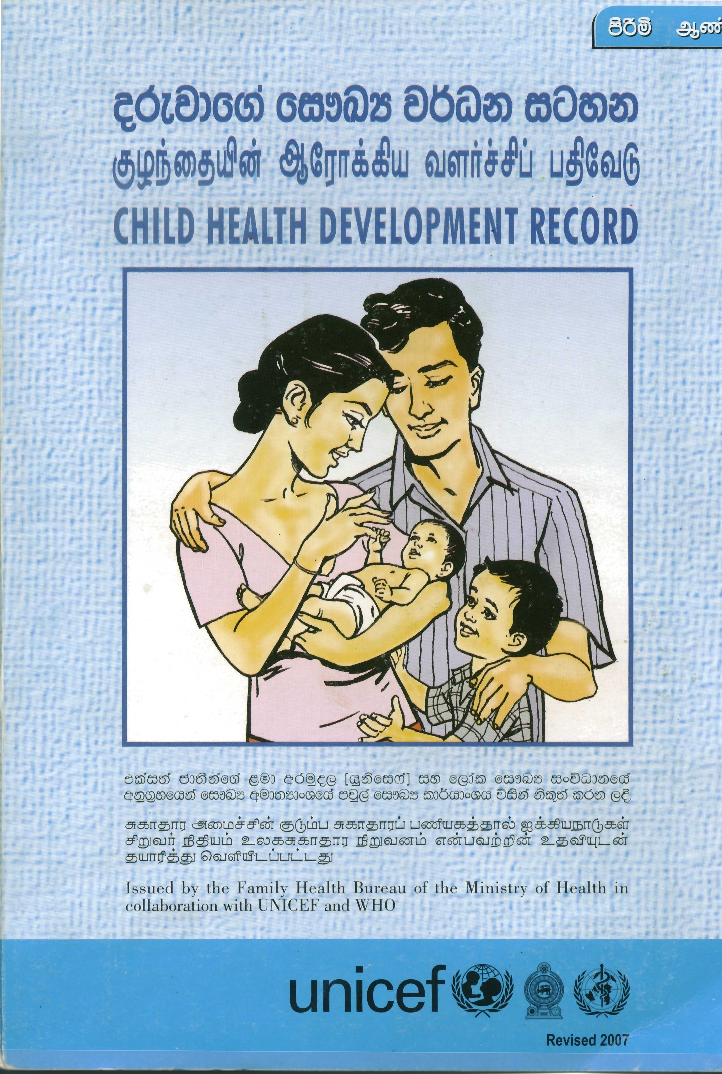 පිරිමි ஆண்
දරුවාගේ සෞඛ්‍ය වර්ධන සටහන
குழந்தையின் ஆரோக்கிய வளர்ச்சிப் பதிவேடு
CHILD HEALTH DEVELOPMENT RECORD
එක්සත් ජාතීන්ගේ ළමා අරමුදල [යුනිසෙෆ්] සහ ලෝක සෞඛ්‍ය සංවිධානයේ
අනුග්‍රහයෙන් සෞඛ්‍ය අමාත්‍යාංශයේ පවුල් සෞඛ්‍ය කාර්යාංශය විසින් නිකුත් කරන ලදි
சுகாதார அமைச்சின் குடும்ப சுகாதாரப் பணியகத்தால் ஐக்கியநாடுகள்
சிறுவர் நிதியம் உலகசுகாதார நிறுவனம் என்பவற்றின் உதவியுடன்
தயாரித்து வெளியிடப்பட்டது
Issued by the Family Health Bureau of the Ministry of Health in
collaboration with UNICEF and WHO
unicef
Revised 2007